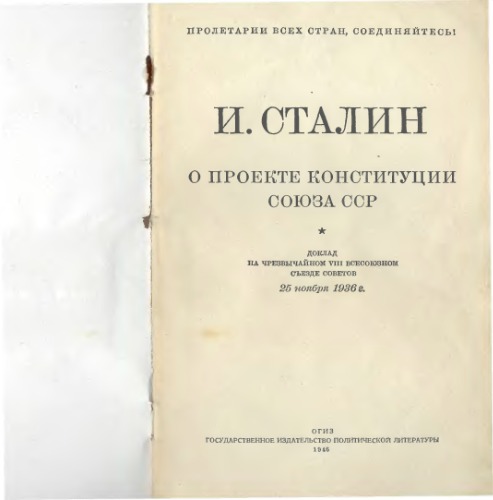 ПРОЛЕТАРИИ ВСЕХ СТРАН, СОЕДИНЯЙТЕСЬ!
И. СТАЛИН
О ПРОЕКТЕ КОНСТИТУЦИИ
СОЮЗА ССР
ДОКЛАД
НА ЧРЕЗВЫЧАЙНОМ VIII ВСЕСОЮЗНОМ
СЪЕЗДЕ СОВЕТОВ
25 ноября 1936 г.
ОГИЗ
ГОСУДАРСТВЕННОЕ ИЗДАТЕЛЬСТВО ПОЛИТИЧЕСКОЙ ЛИТЕРАТУРЫ